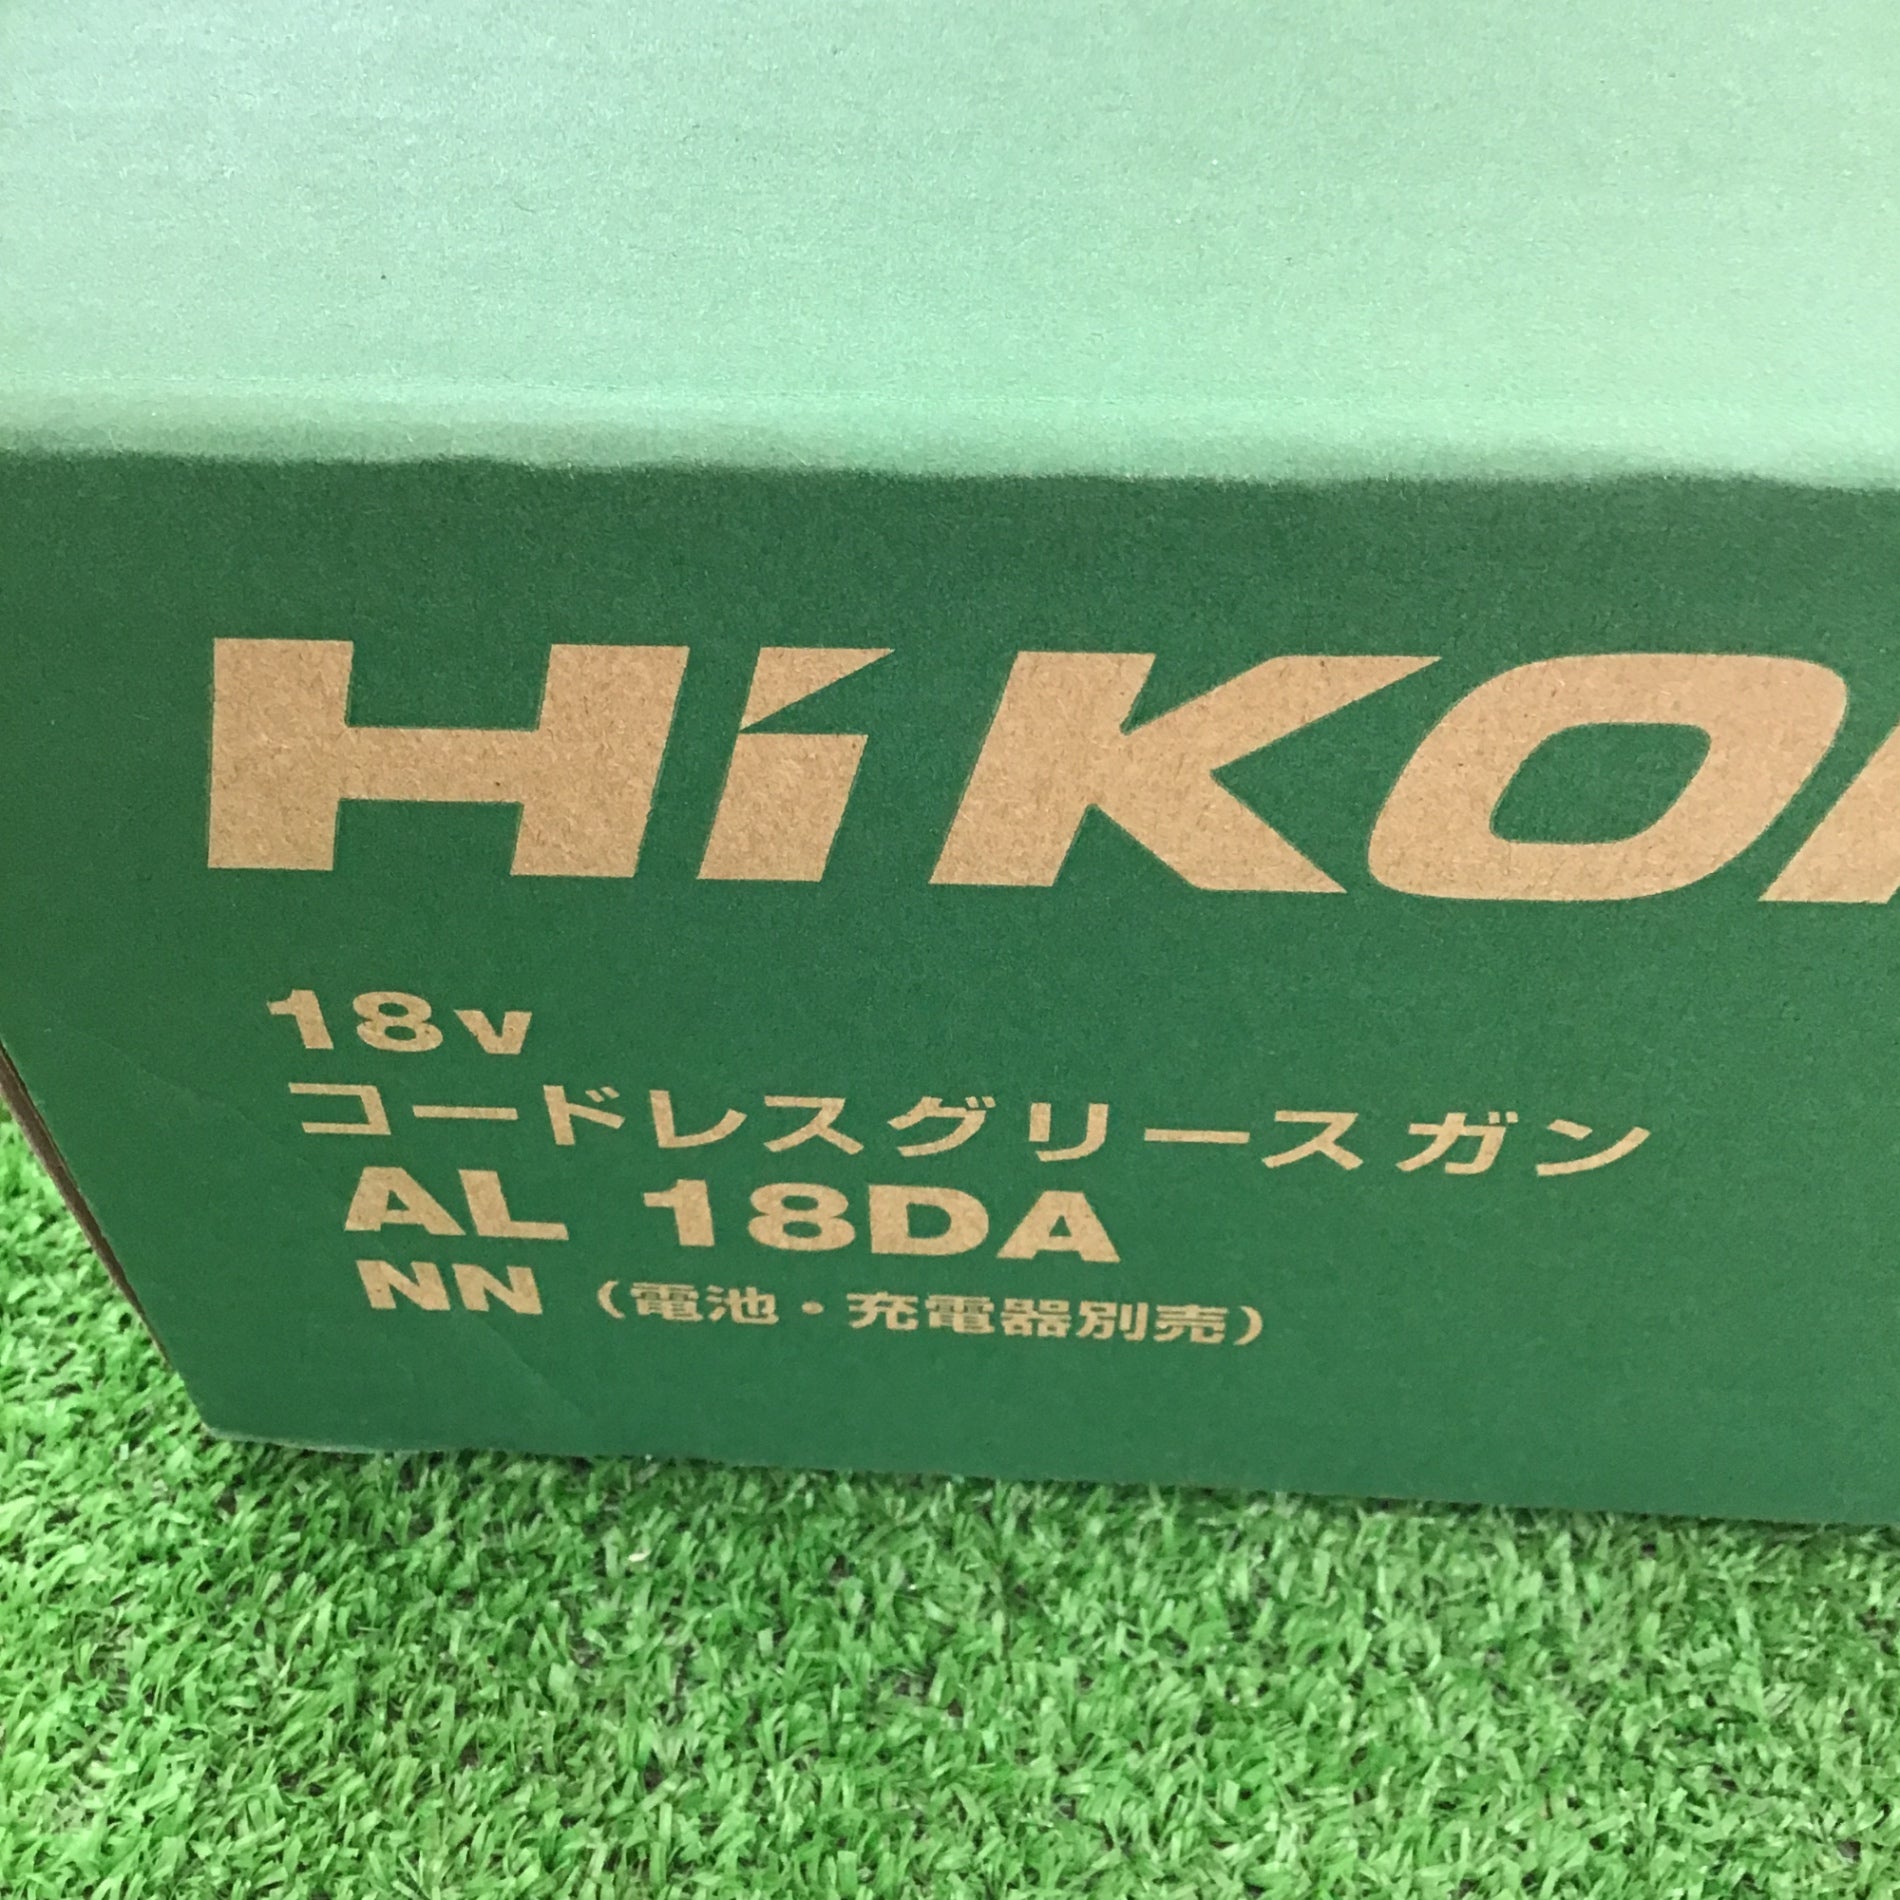 HiKO
18v
コードレスグリースガン
AL 18DA
NN (電池・充電器別売)